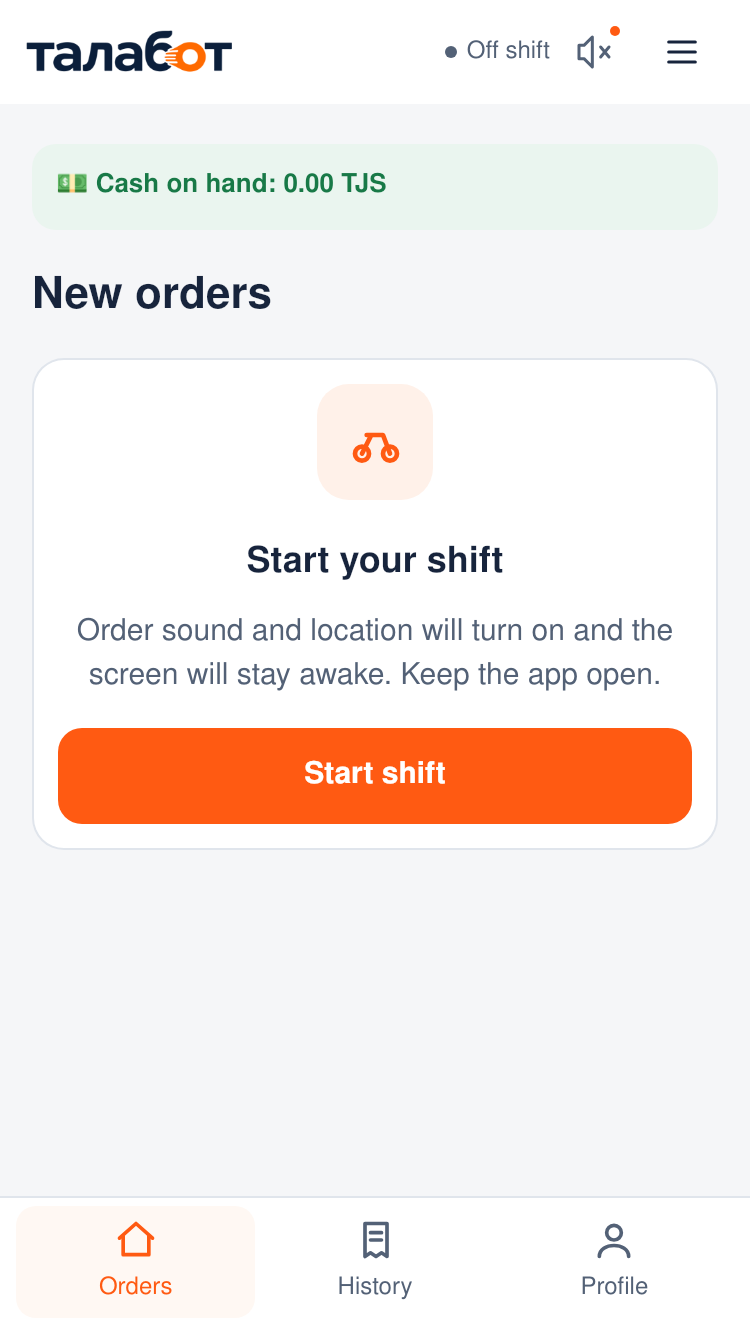 талабот
Off shift
Cash on hand: 0.00 TJS
New orders
Start your shift
Order sound and location will turn on and the
screen will stay awake. Keep the app open.
Start shift
Orders
History
Profile